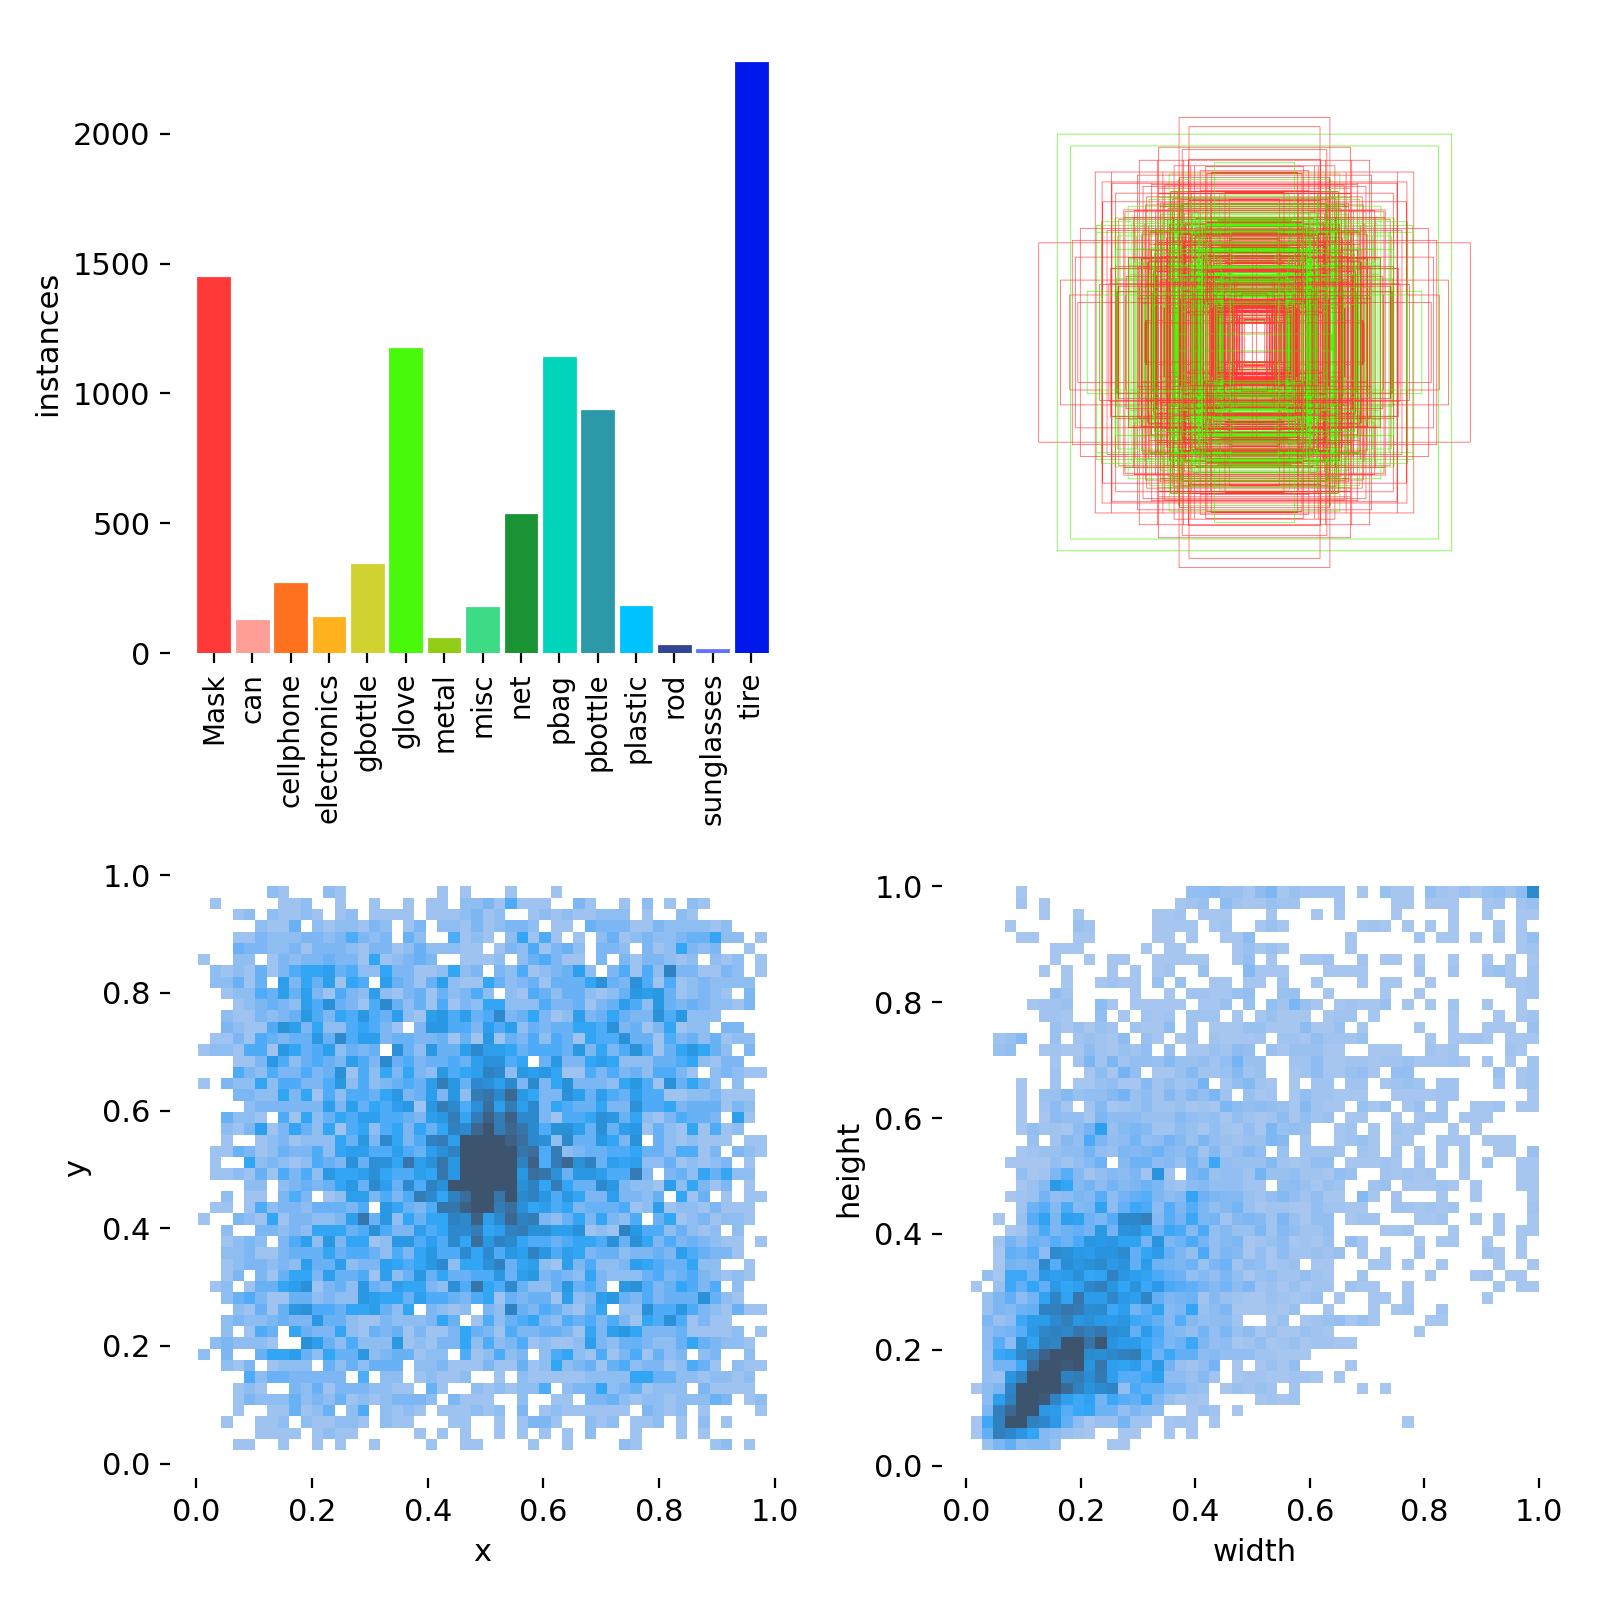 instances
2000
1500
1000
500
0
Mask
can
cellphone
electronics
gbottle
glove
metal
misc
net
pbag
pbottle
plastic
rod
sunglasses
tire
y
1.0
0.8
0.6
0.4
0.2
0.0
0.0 0.2 0.4 0.6 0.8 1.0
x
height
1.0
0.8
0.6
0.4
0.2
0.0
0.0 0.2 0.4 0.6 0.8 1.0
width